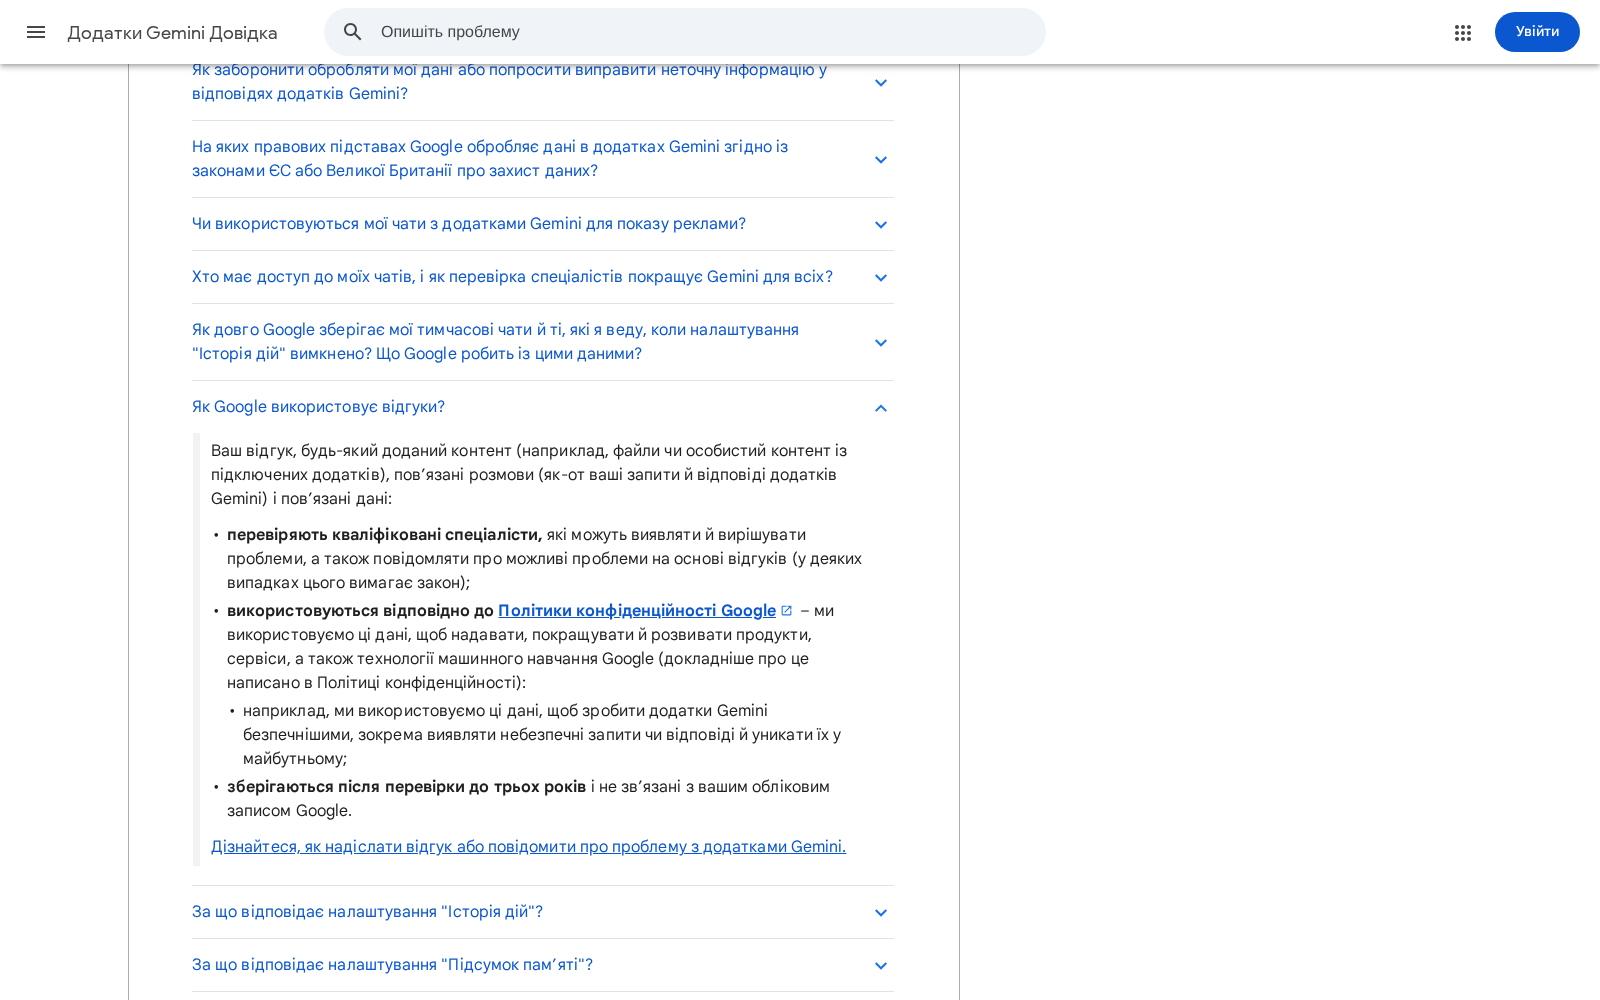 Додатки Gemini Довідка
Опишіть проблему
Увійти
Як заборонити обробляти мої дані або попросити виправити неточну інформацію у
відповідях додатків Gemini?
На яких правових підставах Google обробляє дані в додатках Gemini згідно із
законами ЄС або Великої Британії про захист даних?
Чи використовуються мої чати з додатками Gemini для показу реклами?
Хто має доступ до моїх чатів, і як перевірка спеціалістів покращує Gemini для всіх?
Як довго Google зберігає мої тимчасові чати й ті, які я веду, коли налаштування
"Історія дій" вимкнено? Що Google робить із цими даними?
Як Google використовує відгуки?
Ваш відгук, будь-який доданий контент (наприклад, файли чи особистий контент із
підключених додатків), пов’язані розмови (як-от ваші запити й відповіді додатків
Gemini) і пов’язані дані:
• перевіряють кваліфіковані спеціалісти, які можуть виявляти й вирішувати
проблеми, а також повідомляти про можливі проблеми на основі відгуків (у деяких
випадках цього вимагає закон);
• використовуються відповідно до Політики конфіденційності Google – ми
використовуємо ці дані, щоб надавати, покращувати й розвивати продукти,
сервіси, а також технології машинного навчання Google (докладніше про це
написано в Політиці конфіденційності):
• наприклад, ми використовуємо ці дані, щоб зробити додатки Gemini
безпечнішими, зокрема виявляти небезпечні запити чи відповіді й уникати їх у
майбутньому;
• зберігаються після перевірки до трьох років і не зв’язані з вашим обліковим
записом Google.
Дізнайтеся, як надіслати відгук або повідомити про проблему з додатками Gemini.
За що відповідає налаштування "Історія дій"?
За що відповідає налаштування "Підсумок пам’яті"?